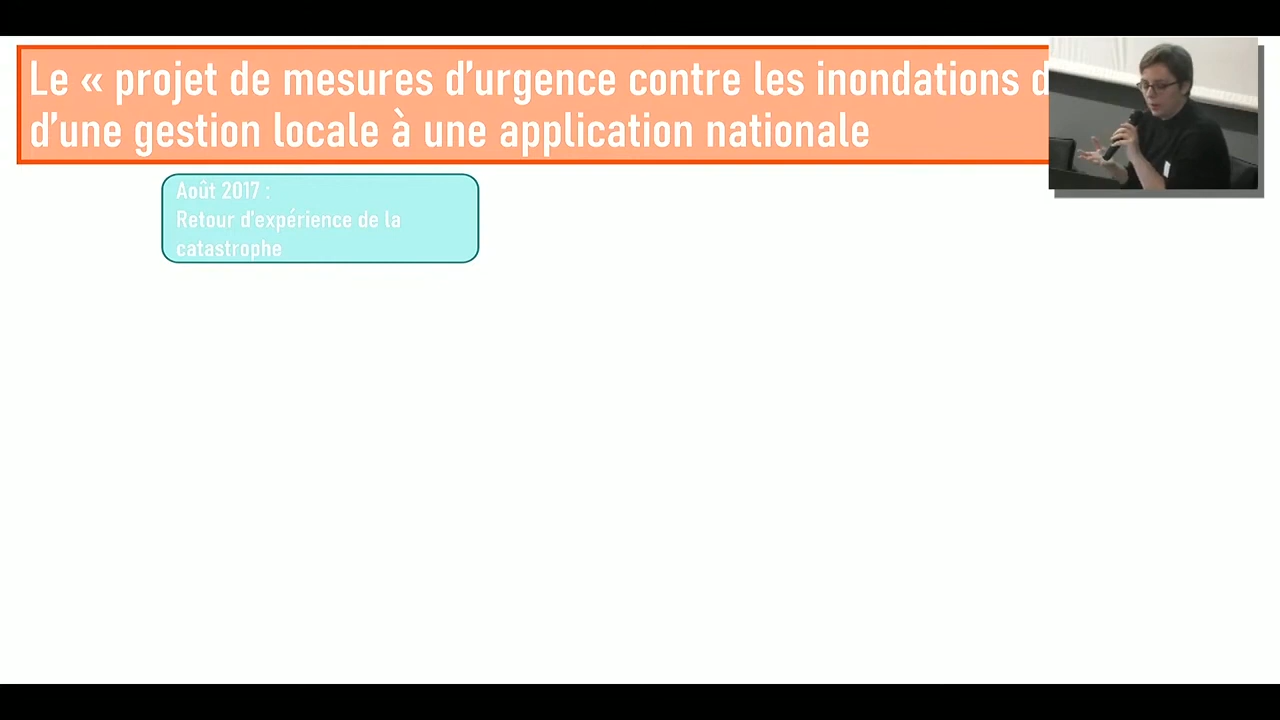 Le « projet de mesures d’urgence contre les inondations
d’une gestion locale à une application nationale
Août 2017 :
Retour d’expérience de la
catastrophe